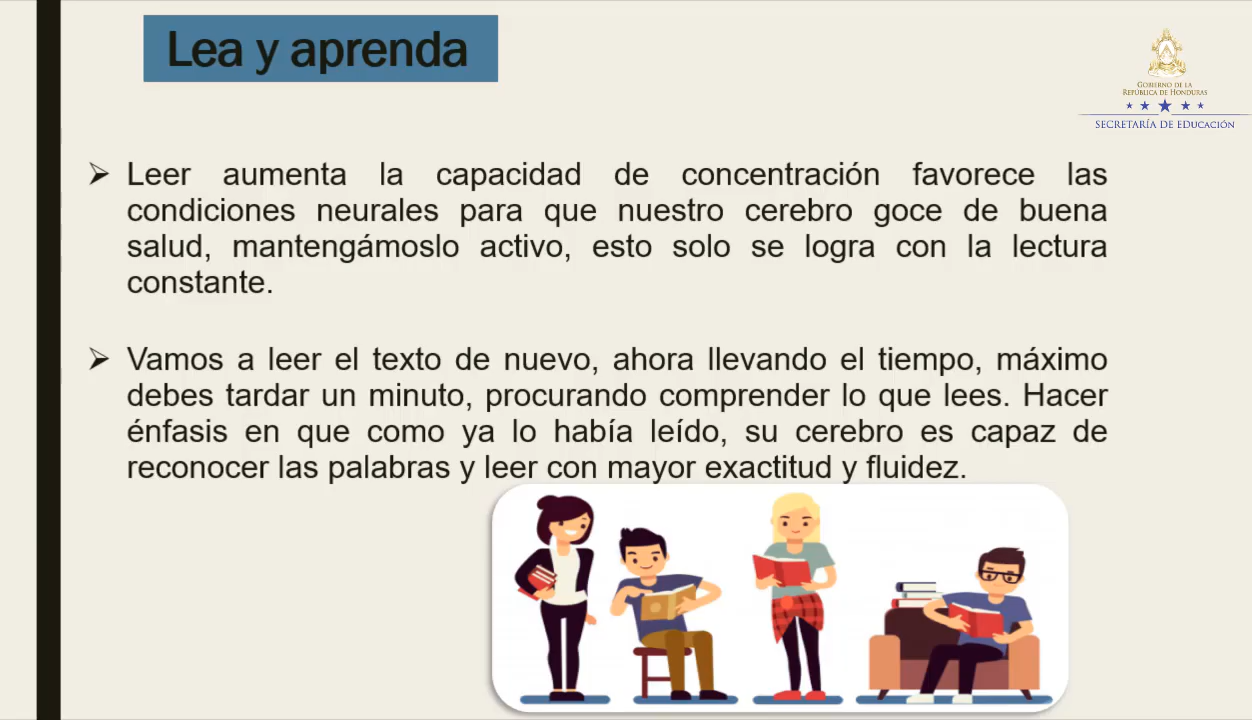 Lea y aprenda
GOBIERNO DE LA
REPÚBLICA DE HONDURAS
SECRETARÍA DE EDUCACIÓN
➢ Leer aumenta la capacidad de concentración favorece las
condiciones neurales para que nuestro cerebro goce de buena
salud, mantengámoslo activo, esto solo se logra con la lectura
constante.
➢ Vamos a leer el texto de nuevo, ahora llevando el tiempo, máximo
debes tardar un minuto, procurando comprender lo que lees. Hacer
énfasis en que como ya lo había leído, su cerebro es capaz de
reconocer las palabras y leer con mayor exactitud y fluidez.